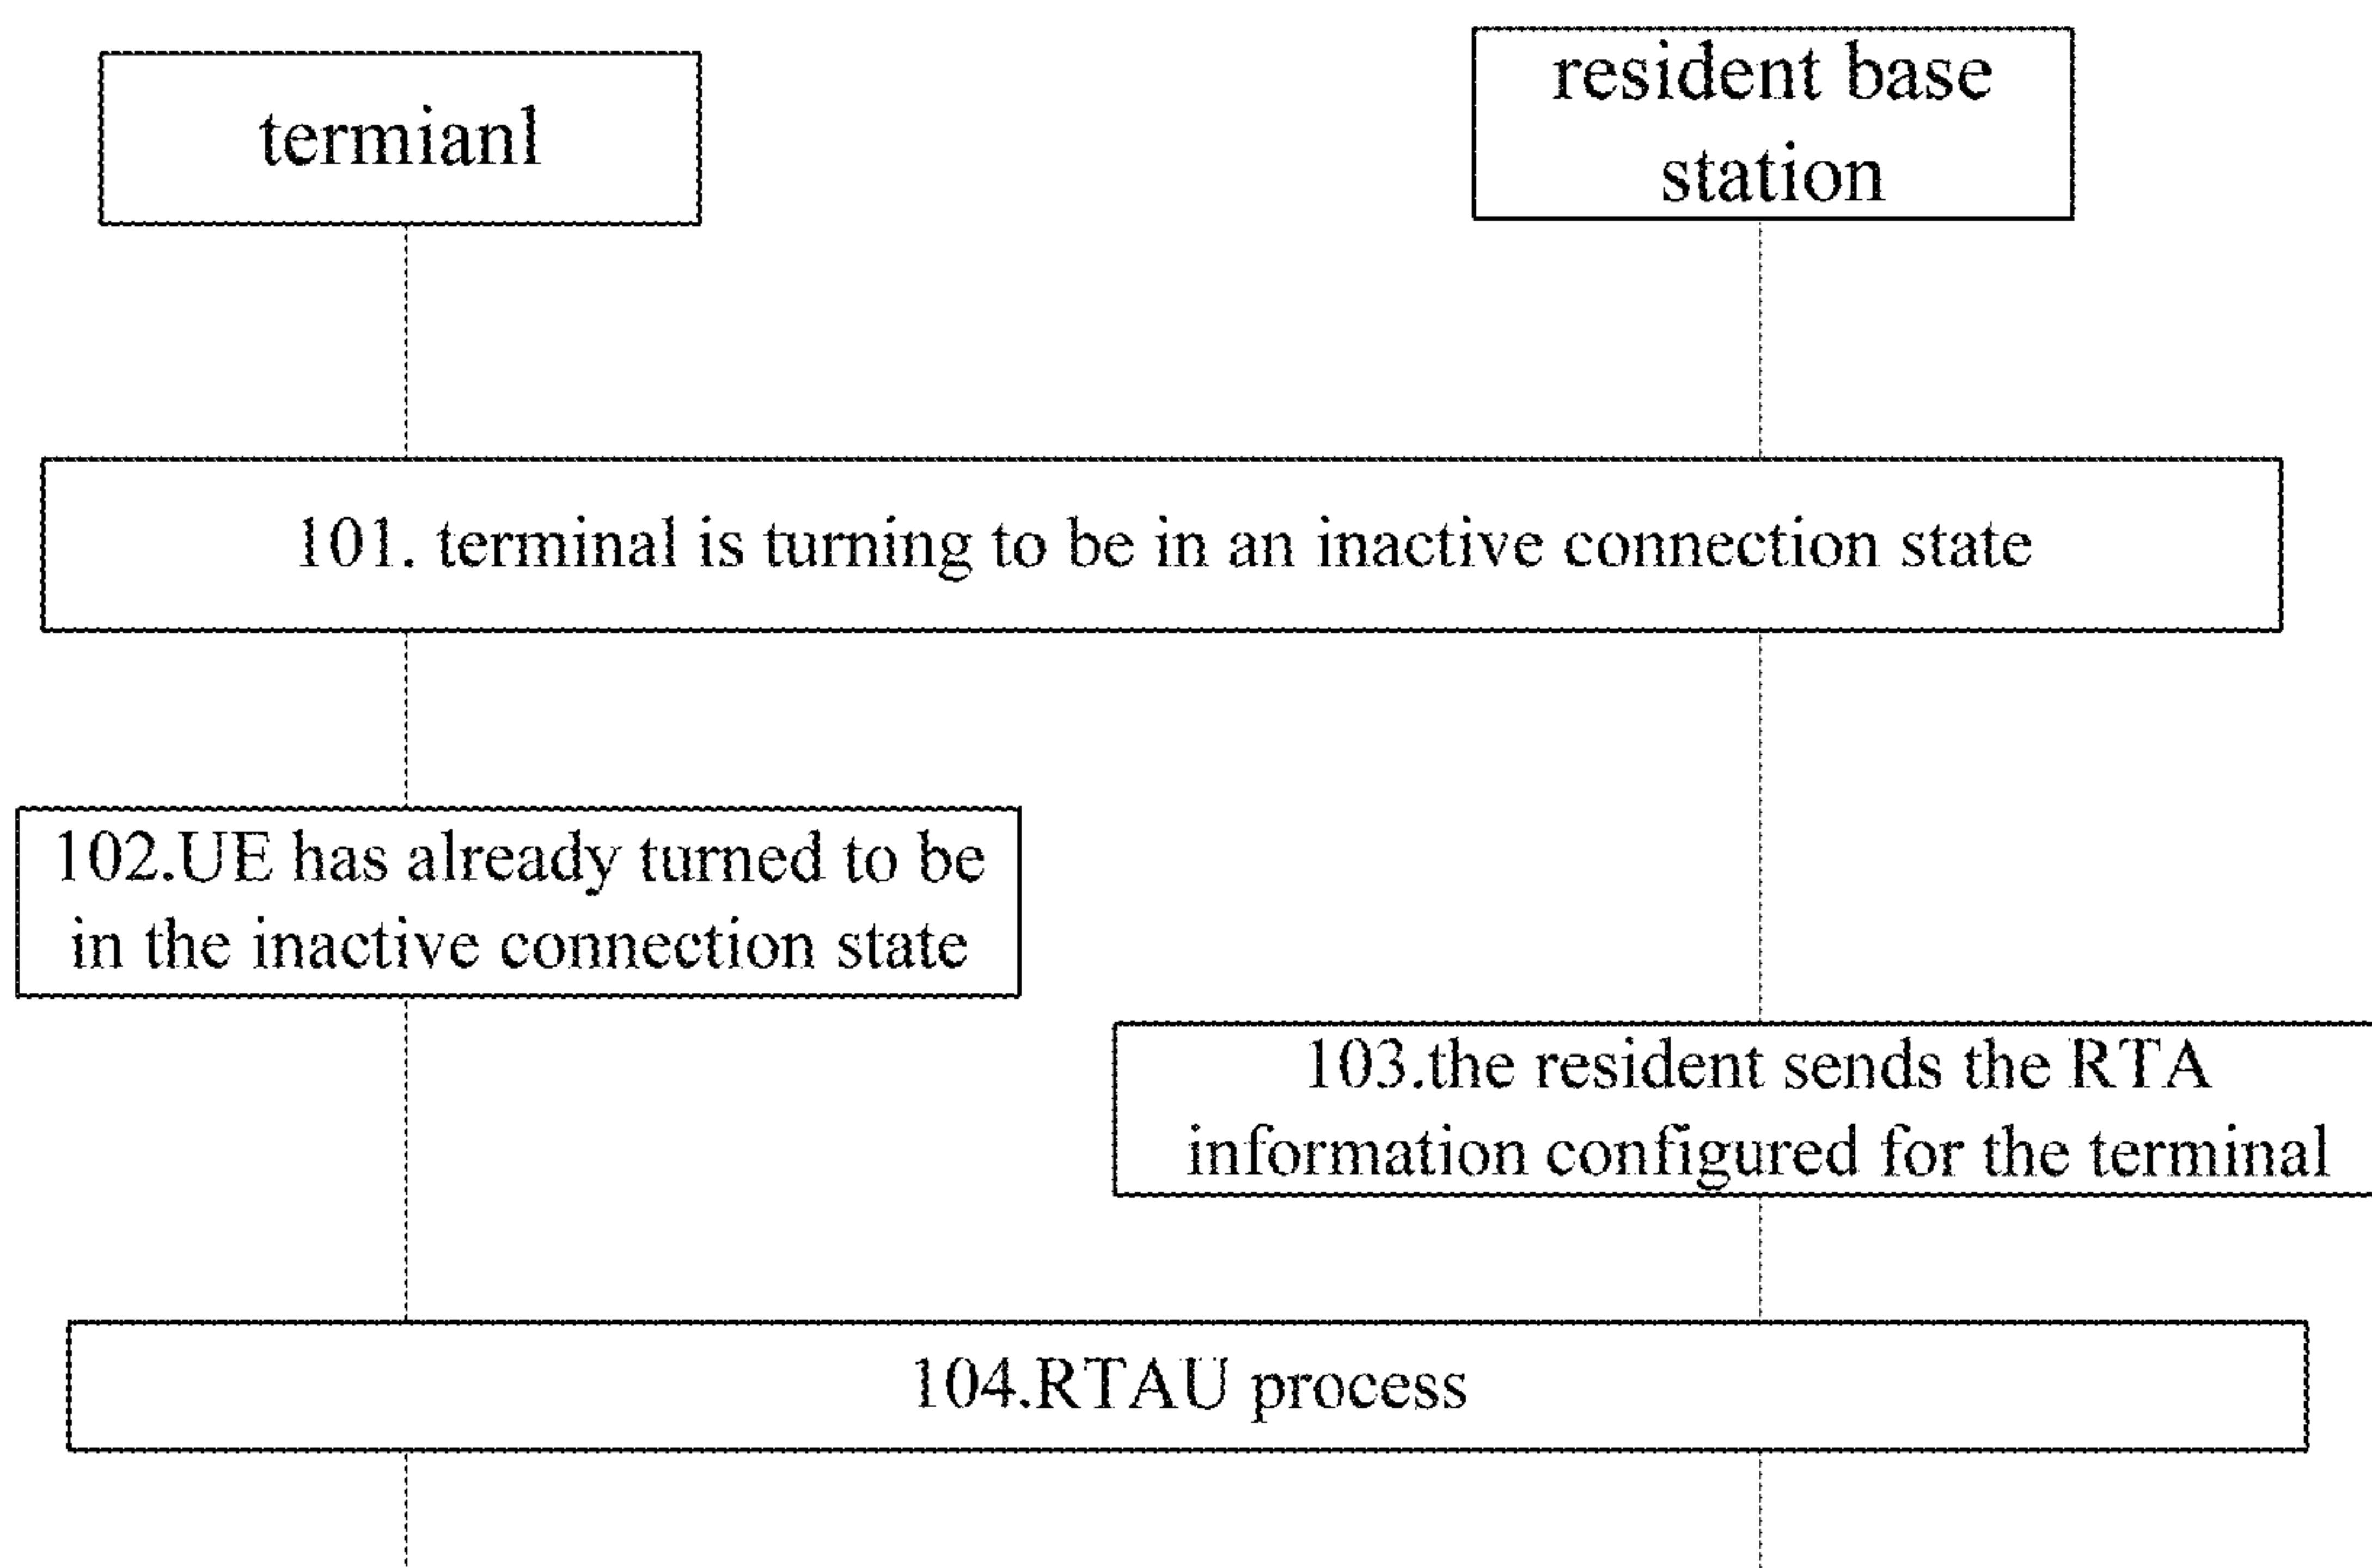 termianl
resident base
station
101. terminal is turning to be in an inactive connection state
102.UE has already turned to be
in the inactive connection state
103.the resident sends the RTA
information configured for the terminal
104.RTAU process